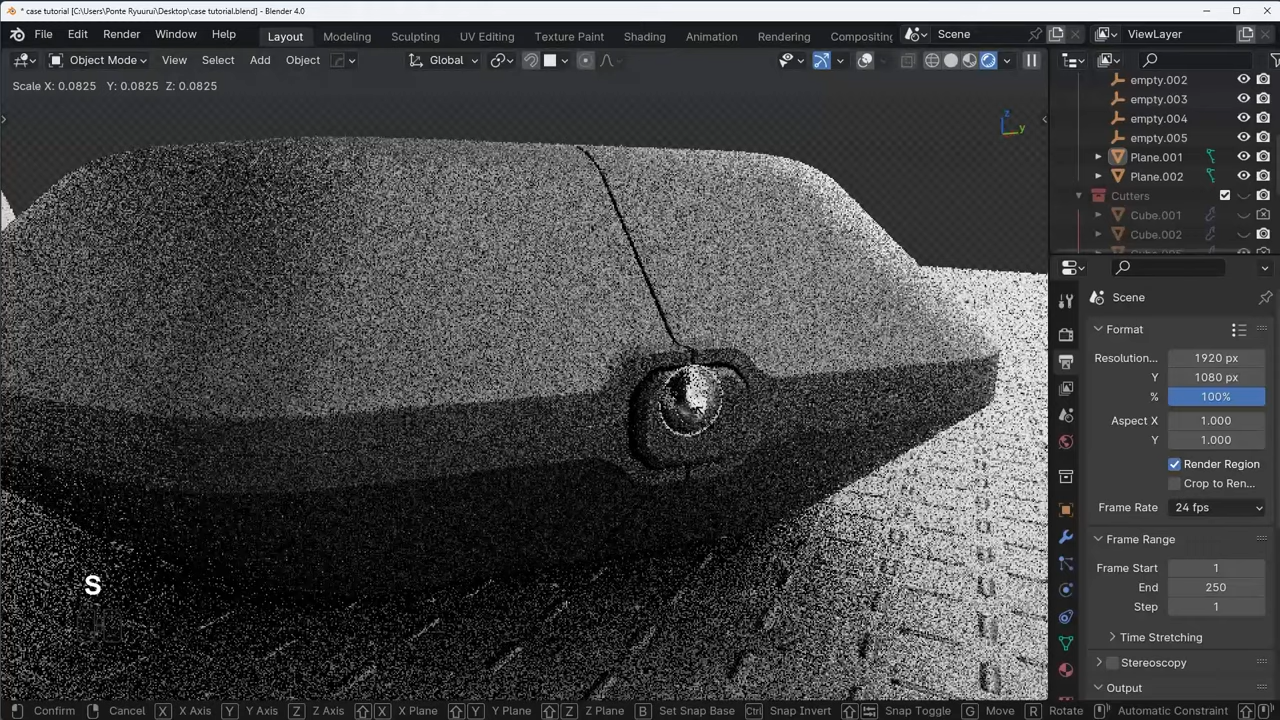 * case tutorial [C:\Users\Ponte Ryuurui\Desktop\case tutorial.blend] - Blender 4.0
File Edit Render Window Help Layout Modeling Sculpting UV Editing Texture Paint Shading Animation Rendering Compositing Scene ViewLayer
Object Mode View Select Add Object Global
Scale X: 0.0825 Y: 0.0825 Z: 0.0825
z
y
empty.002
empty.003
empty.004
empty.005
Plane.001
Plane.002
Cutters
Cube.001
Cube.002
Scene
Format
Resolution... 1920 px
Y 1080 px
% 100%
Aspect X 1.000
Y 1.000
Render Region
Crop to Ren...
Frame Rate 24 fps
Frame Range
Frame Start 1
End 250
Step 1
Time Stretching
Stereoscopy
Output
S
Confirm Cancel X X Axis Y Y Axis Z Z Axis X X Plane Y Y Plane Z Z Plane B Set Snap Base Ctrl Snap Invert Snap Toggle G Move R Rotate Automatic Constraint